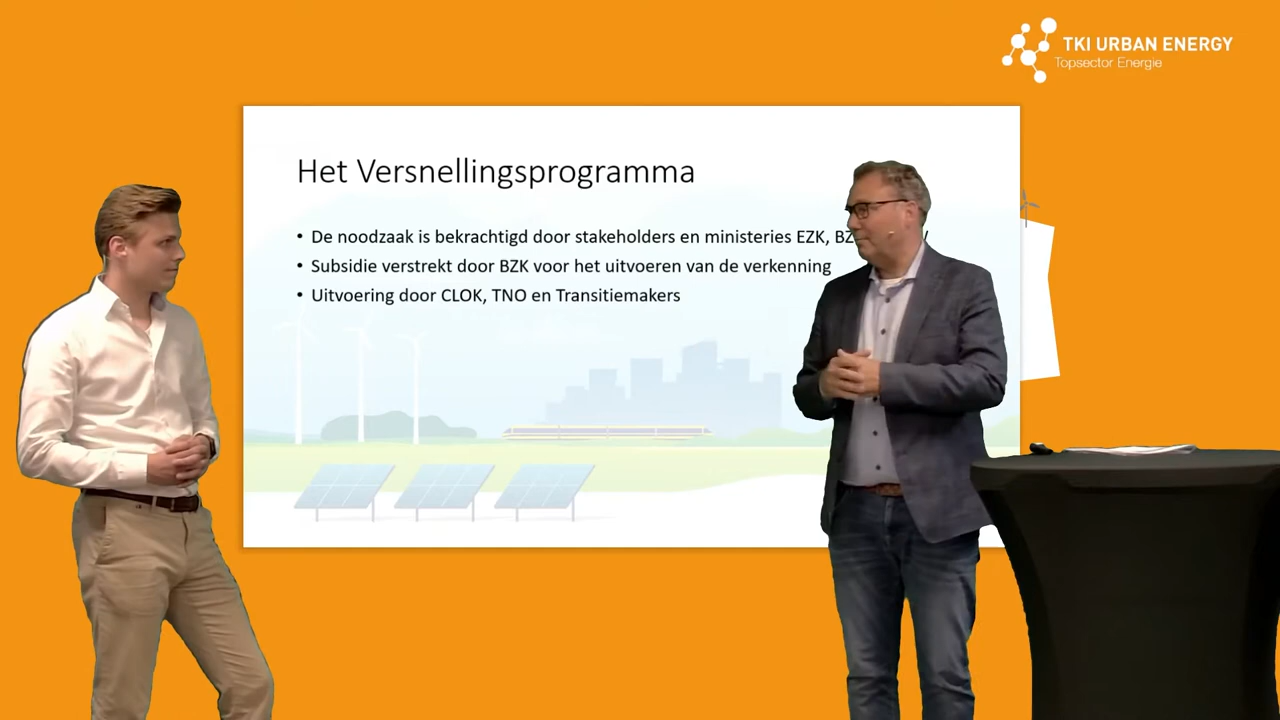 TKI URBAN ENERGY
Topsector Energie
Het Versnellingsprogramma
• De noodzaak is bekrachtigd door stakeholders en ministeries EZK,
• Subsidie verstrekt door BZK voor het uitvoeren van de verkenning
• Uitvoering door CLOK, TNO en Transitiemakers